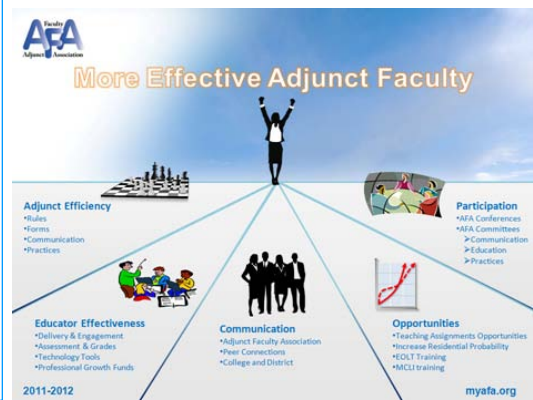 Faculty
AFA
Adjunct Association
More Effective Adjunct Faculty
Adjunct Efficiency
•Rules
•Forms
•Communication
•Practices
Participation
•AFA Conferences
•AFA Committees
➢Communication
➢Education
➢Practices
Educator Effectiveness
•Delivery & Engagement
•Assessment & Grades
•Technology Tools
•Professional Growth Funds
Communication
•Adjunct Faculty Association
•Peer Connections
•College and District
Opportunities
•Teaching Assignments Opportunities
•Increase Residential Probability
•EOLT Training
•MCLI training
2011-2012
myafa.org